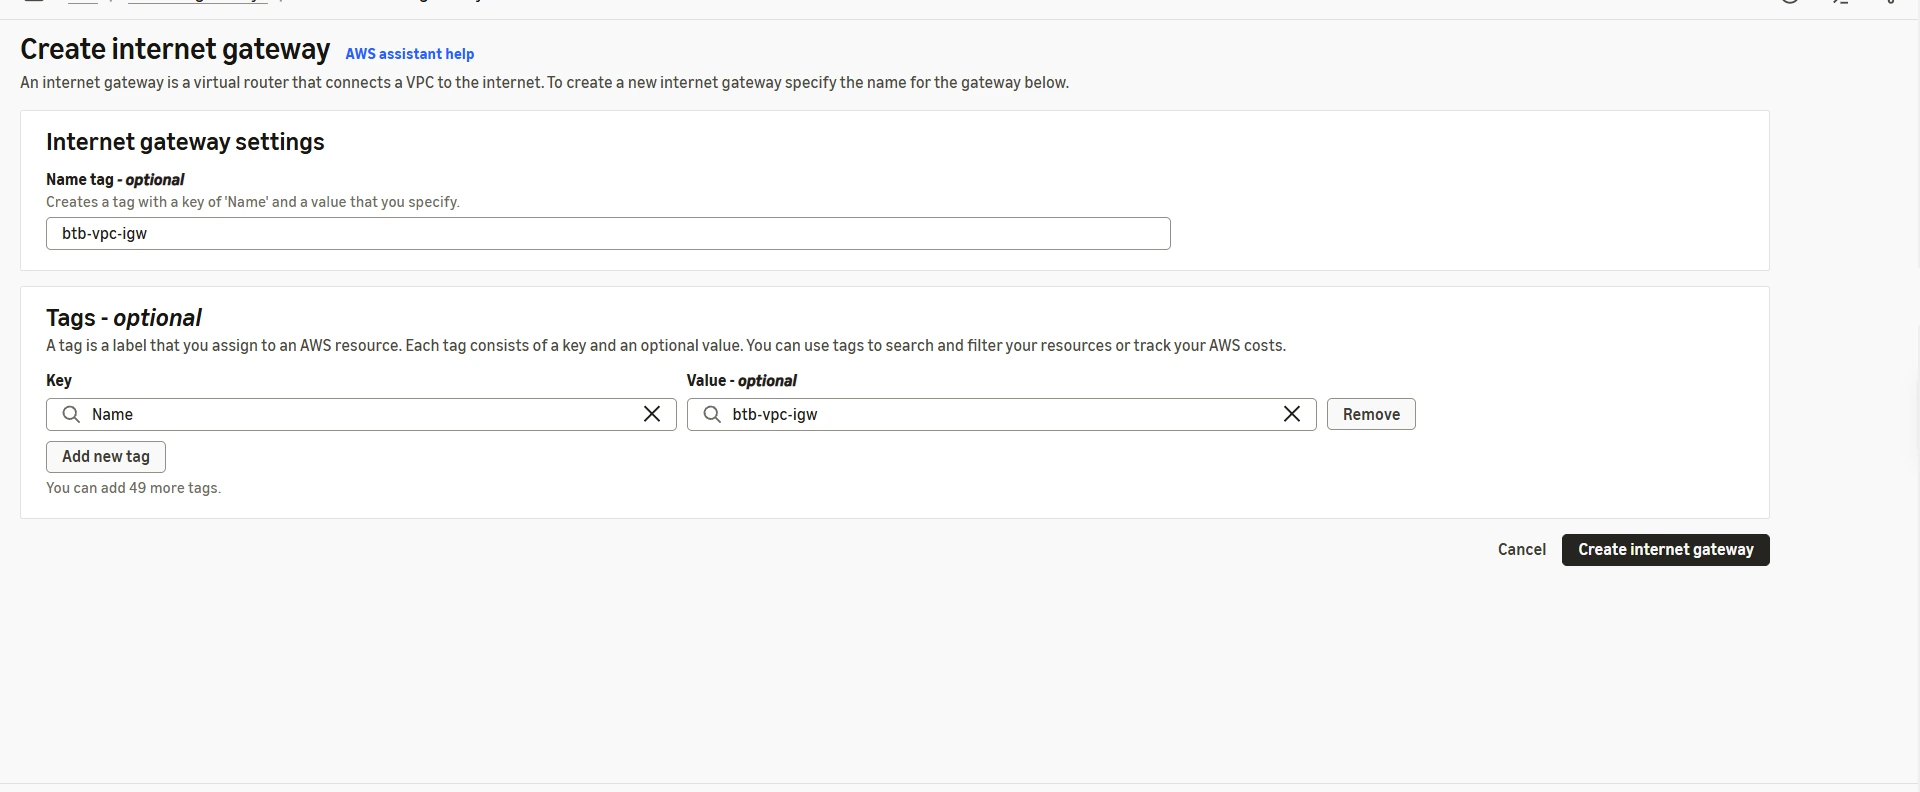 Create internet gateway AWS assistant help
An internet gateway is a virtual router that connects a VPC to the internet. To create a new internet gateway specify the name for the gateway below.
Internet gateway settings
Name tag - optional
Creates a tag with a key of 'Name' and a value that you specify.
btb-vpc-igw
Tags - optional
A tag is a label that you assign to an AWS resource. Each tag consists of a key and an optional value. You can use tags to search and filter your resources or track your AWS costs.
Key Value - optional
Name btb-vpc-igw Remove
Add new tag
You can add 49 more tags.
Cancel Create internet gateway